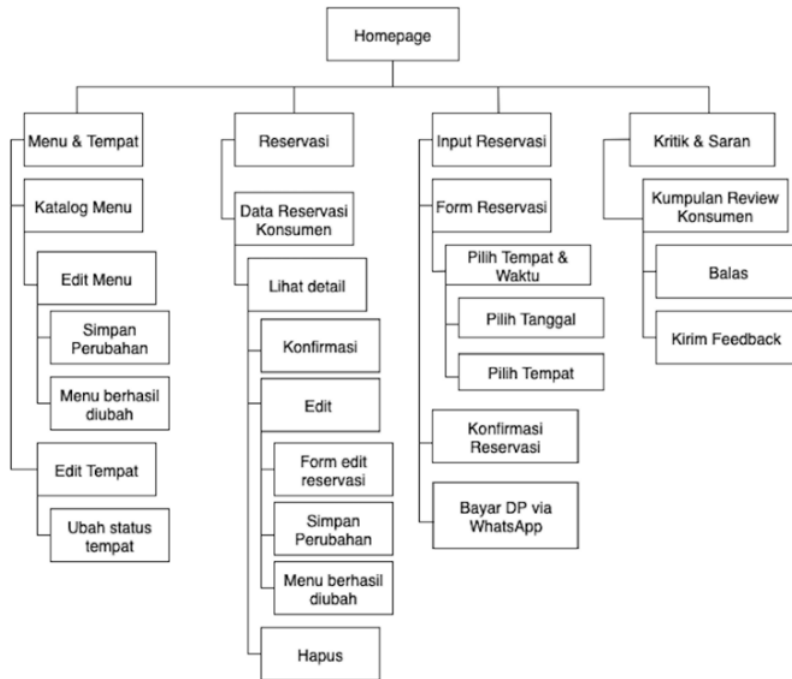 Homepage
Menu & Tempat
Katalog Menu
Edit Menu
Simpan
Perubahan
Menu berhasil
diubah
Edit Tempat
Ubah status
tempat
Reservasi
Data Reservasi
Konsumen
Lihat detail
Konfirmasi
Edit
Form edit
reservasi
Simpan
Perubahan
Menu berhasil
diubah
Hapus
Input Reservasi
Form Reservasi
Pilih Tempat &
Waktu
Pilih Tanggal
Pilih Tempat
Konfirmasi
Reservasi
Bayar DP via
WhatsApp
Kritik & Saran
Kumpulan Review
Konsumen
Balas
Kirim Feedback